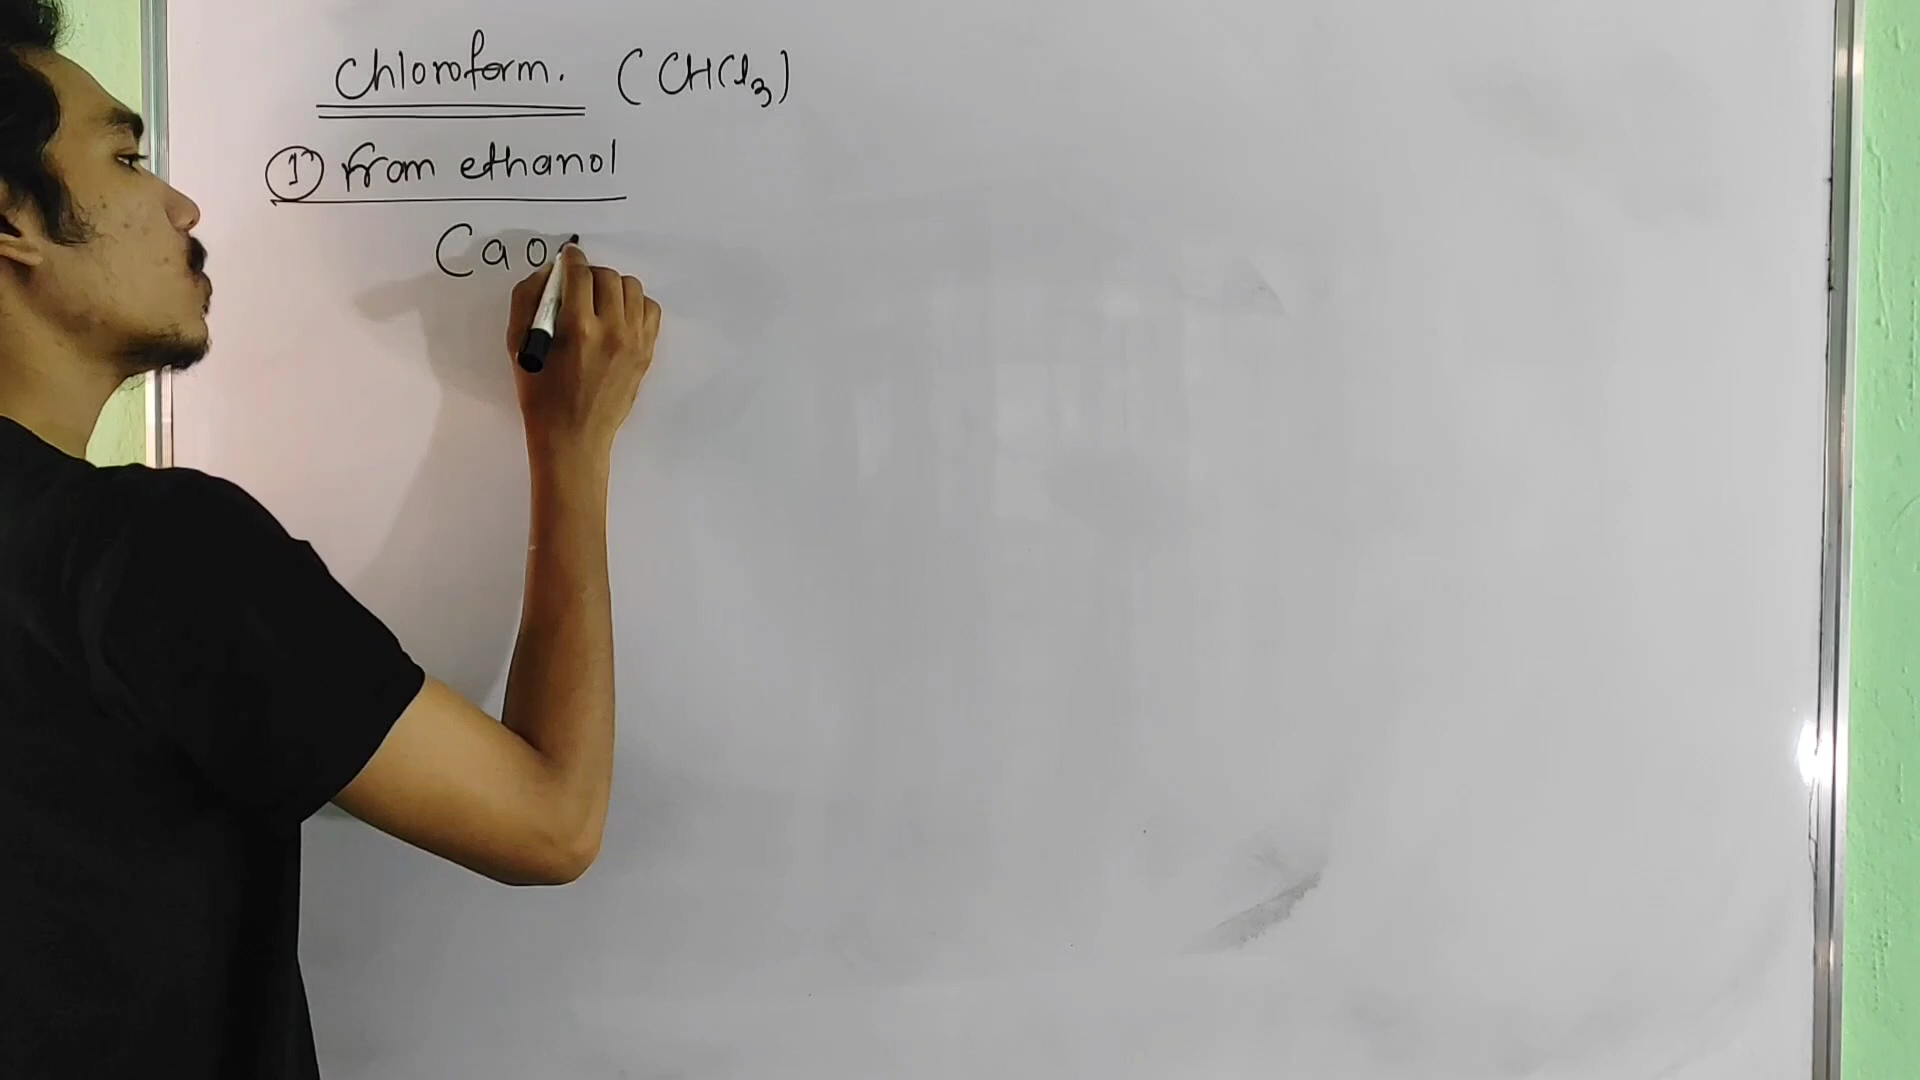 Chloroform. (CHCl₃)
① From ethanol
CaO